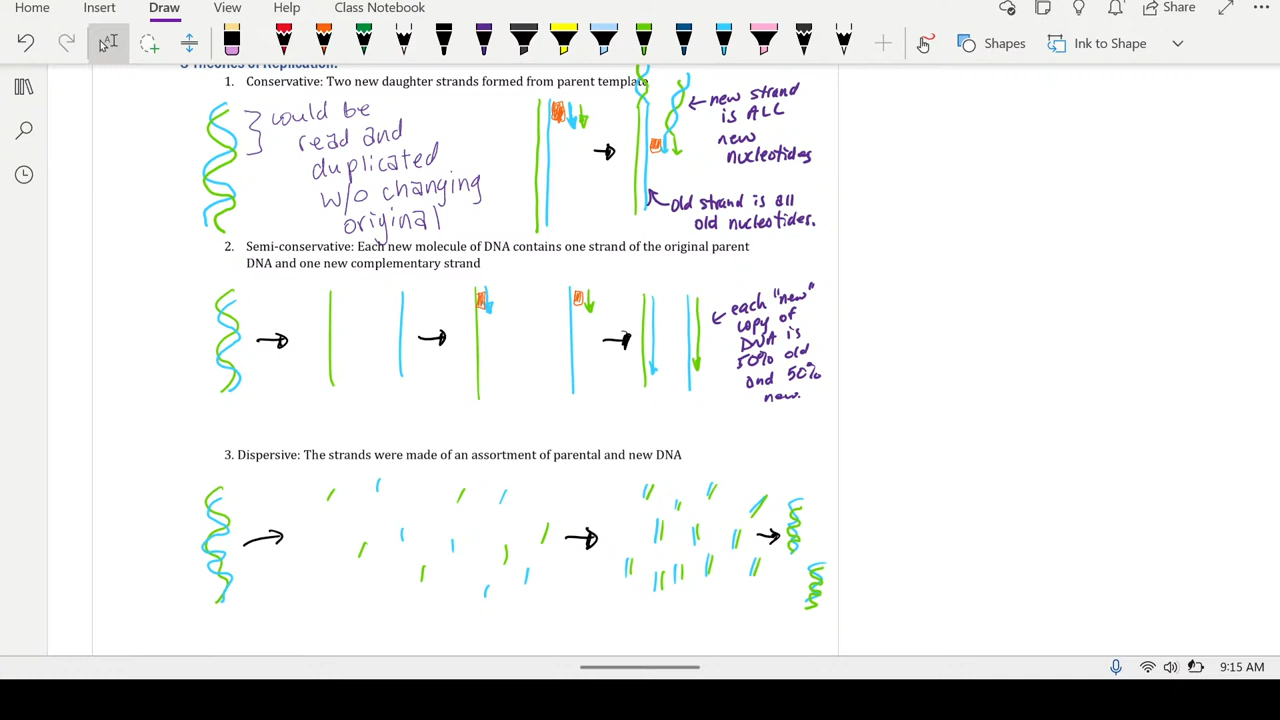 Home Insert Draw View Help Class Notebook
Share
Shapes
Ink to Shape
3 Theories of Replication:
1. Conservative: Two new daughter strands formed from parent template
could be
read and
duplicated
w/o changing
original
new strand
is ALL
new
nucleotides
old strand is all
old nucleotides.
2. Semi-conservative: Each new molecule of DNA contains one strand of the original parent
DNA and one new complementary strand
each "new"
copy of
DNA is
50% old
and 50%
new.
3. Dispersive: The strands were made of an assortment of parental and new DNA
9:15 AM